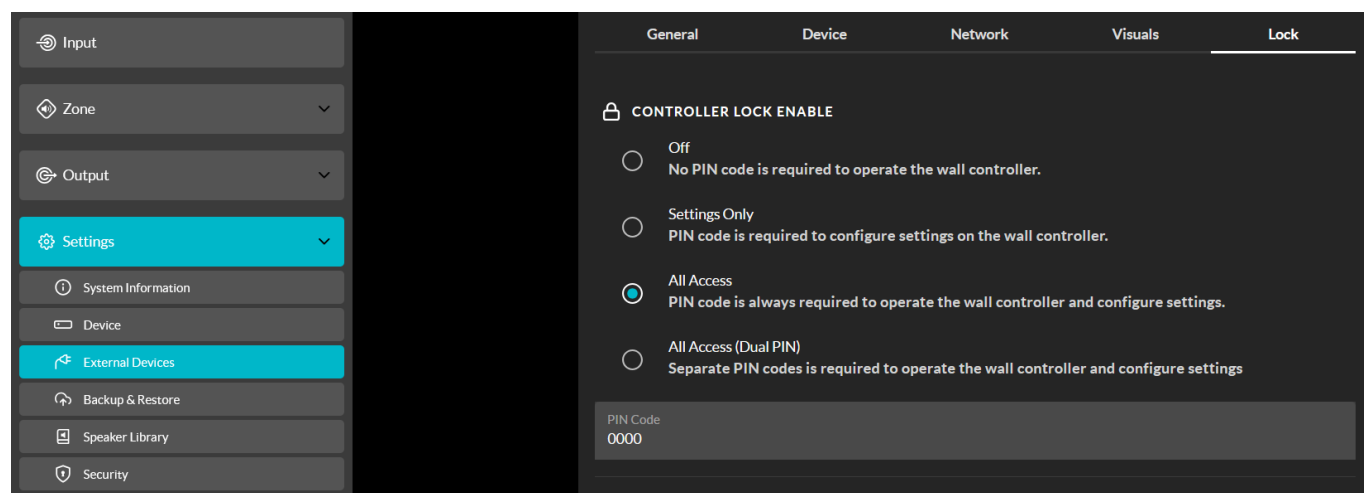 Input
Zone
Output
Settings
System Information
Device
External Devices
Backup & Restore
Speaker Library
Security
General Device Network Visuals Lock
CONTROLLER LOCK ENABLE
Off
No PIN code is required to operate the wall controller.
Settings Only
PIN code is required to configure settings on the wall controller.
All Access
PIN code is always required to operate the wall controller and configure settings.
All Access (Dual PIN)
Separate PIN codes is required to operate the wall controller and configure settings
PIN Code
0000